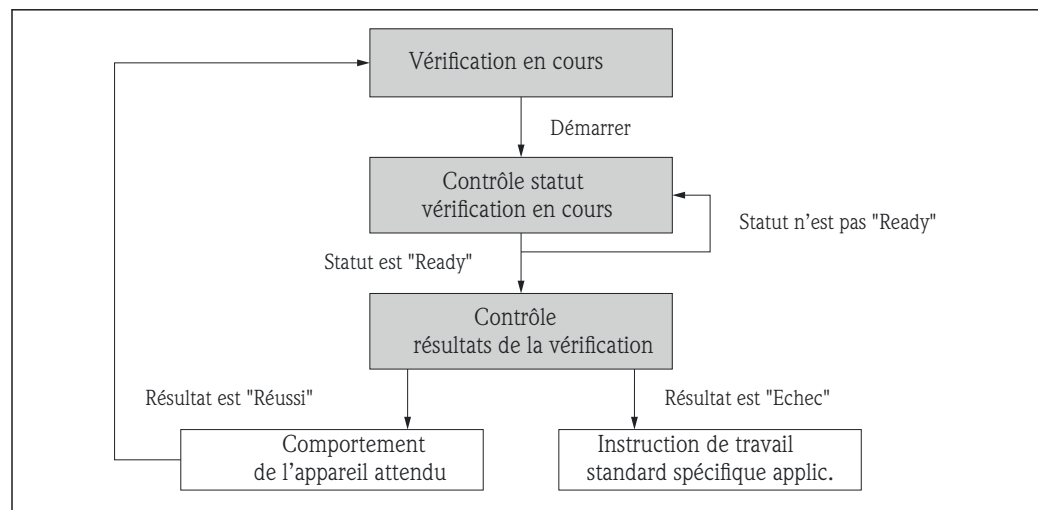 Vérification en cours
Démarrer
Contrôle statut
vérification en cours
Statut n'est pas "Ready"
Statut est "Ready"
Contrôle
résultats de la vérification
Résultat est "Réussi"
Résultat est "Echec"
Comportement
de l'appareil attendu
Instruction de travail
standard spécifique applic.